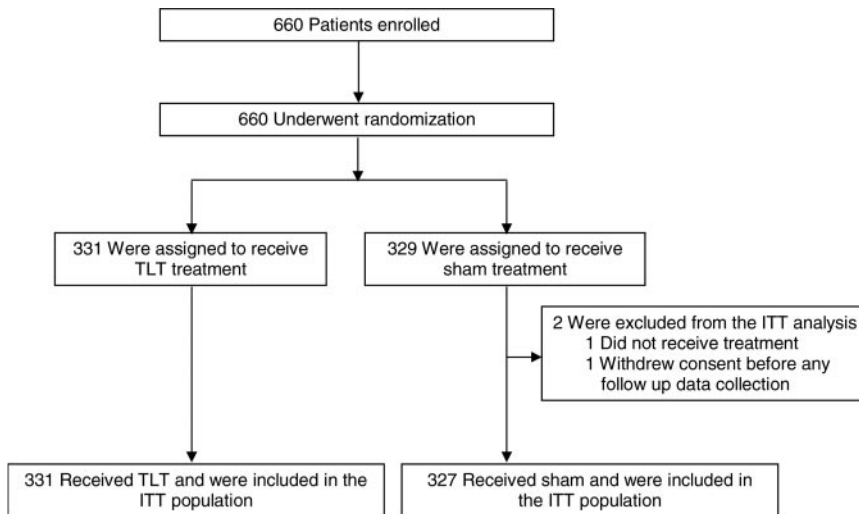 660 Patients enrolled
660 Underwent randomization
331 Were assigned to receive
TLT treatment
329 Were assigned to receive
sham treatment
2 Were excluded from the ITT analysis
1 Did not receive treatment
1 Withdrew consent before any
follow up data collection
331 Received TLT and were included in the
ITT population
327 Received sham and were included in
the ITT population